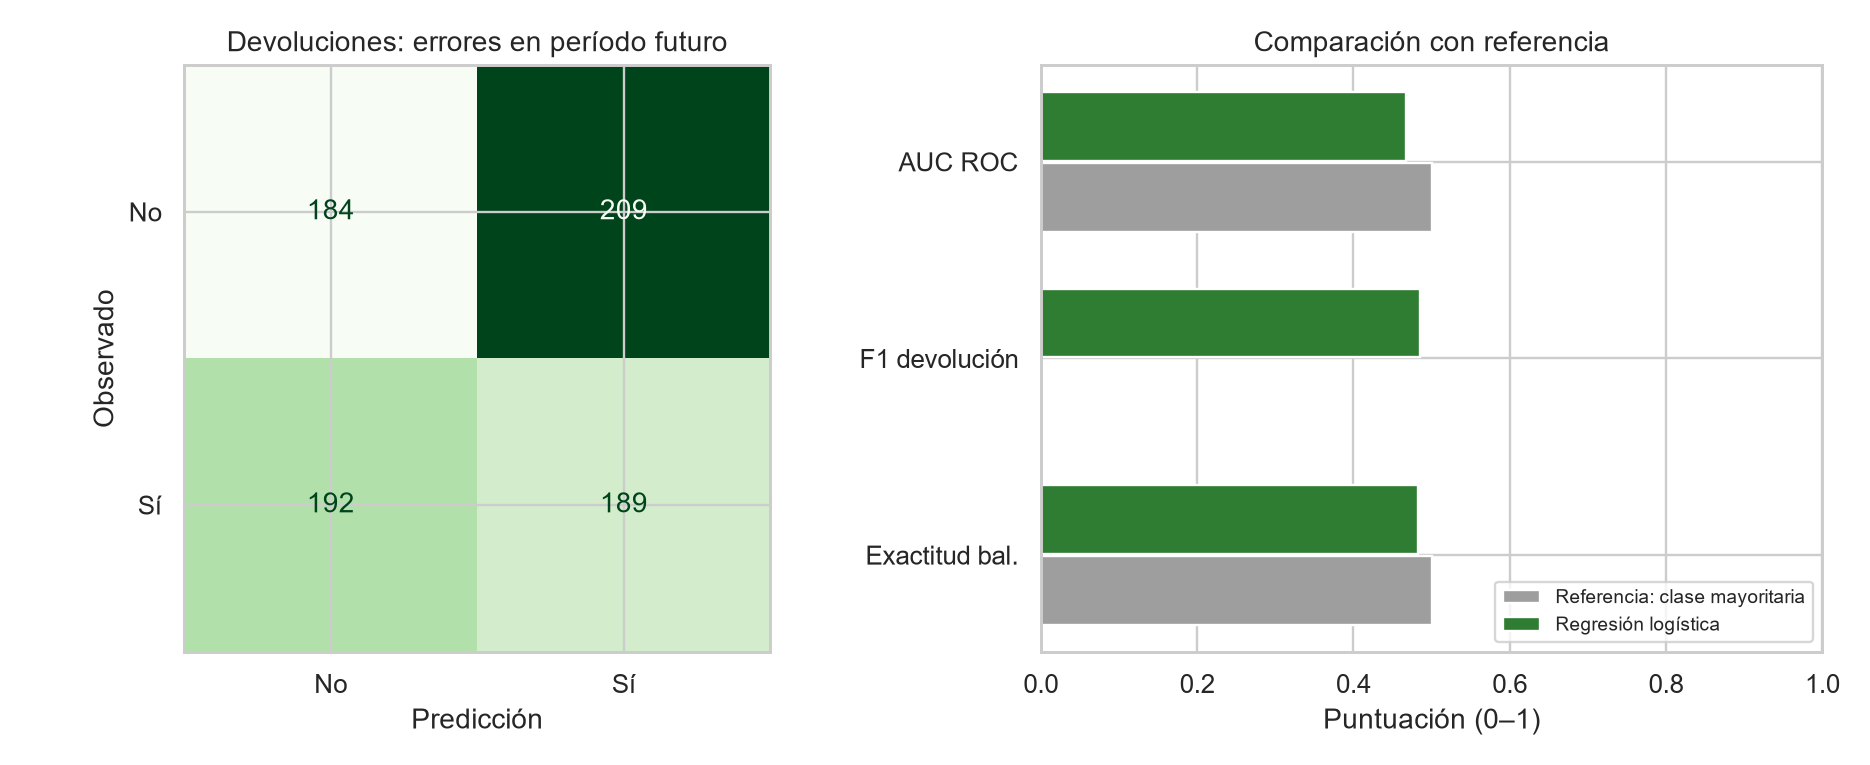 Devoluciones: errores en período futuro
Observado
No
184
209
Sí
192
189
No
Sí
Predicción
Comparación con referencia
AUC ROC
F1 devolución
Exactitud bal.
Referencia: clase mayoritaria
Regresión logística
0.0
0.2
0.4
0.6
0.8
1.0
Puntuación (0–1)